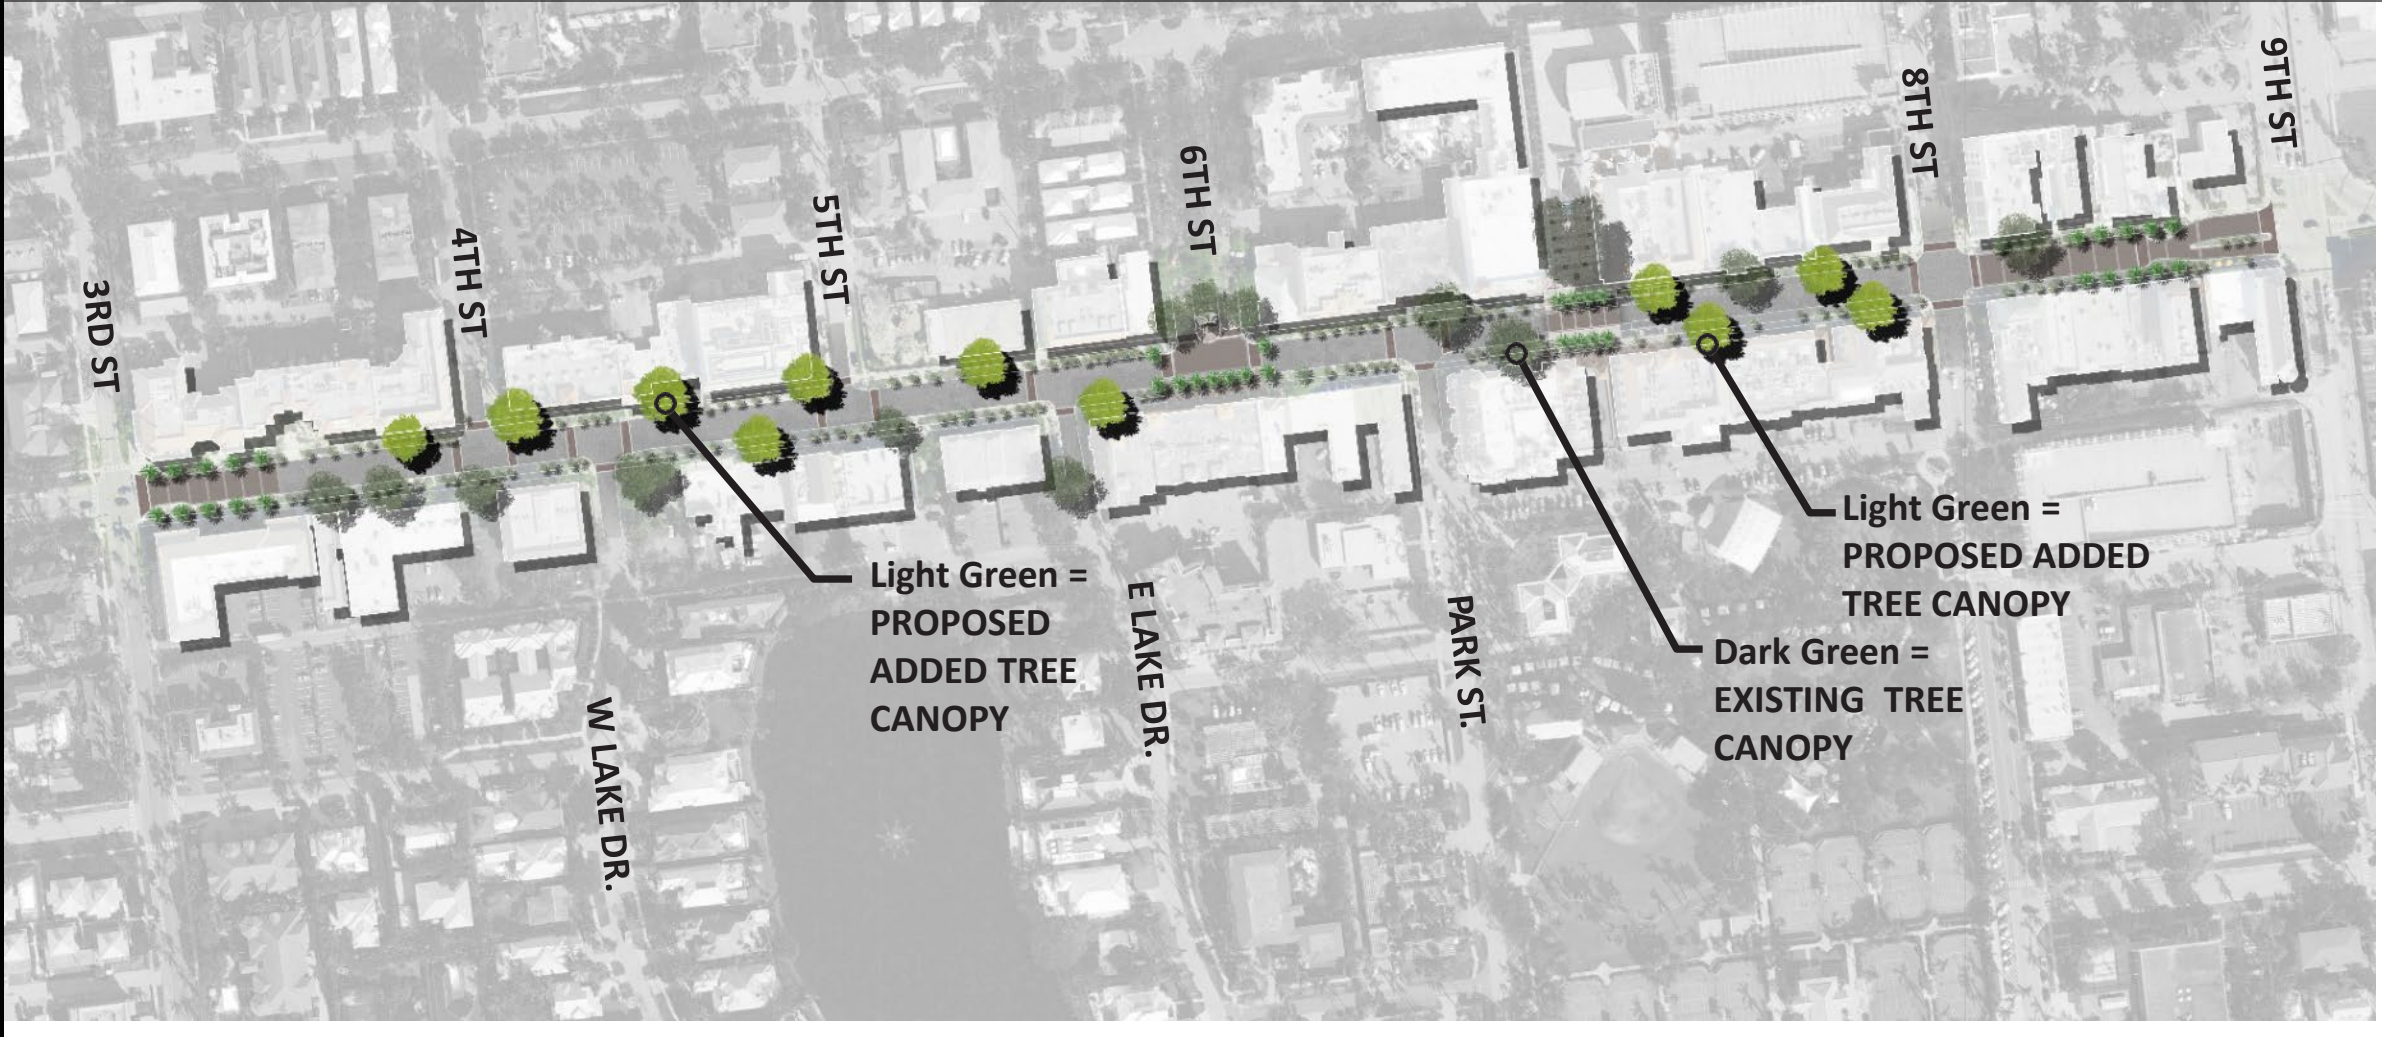 3RD ST
4TH ST
5TH ST
6TH ST
8TH ST
9TH ST
W LAKE DR.
E LAKE DR.
PARK ST.
Light Green =
PROPOSED
ADDED TREE
CANOPY
Light Green =
PROPOSED ADDED
TREE CANOPY
Dark Green =
EXISTING TREE
CANOPY